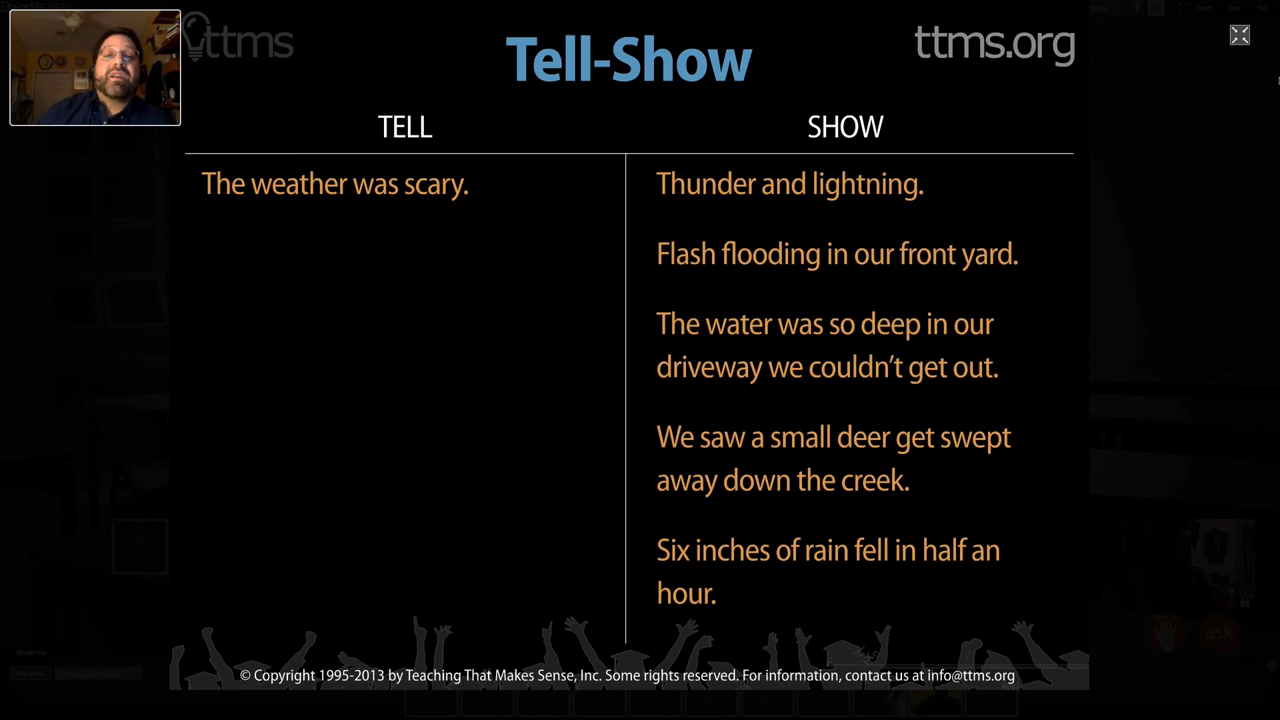 ttms
Tell-Show
ttms.org
TELL
SHOW
The weather was scary.
Thunder and lightning.
Flash flooding in our front yard.
The water was so deep in our
driveway we couldn't get out.
We saw a small deer get swept
away down the creek.
Six inches of rain fell in half an
hour.
ask
© Copyright 1995-2013 by Teaching That Makes Sense, Inc. Some rights reserved. For information, contact us at info@ttms.org